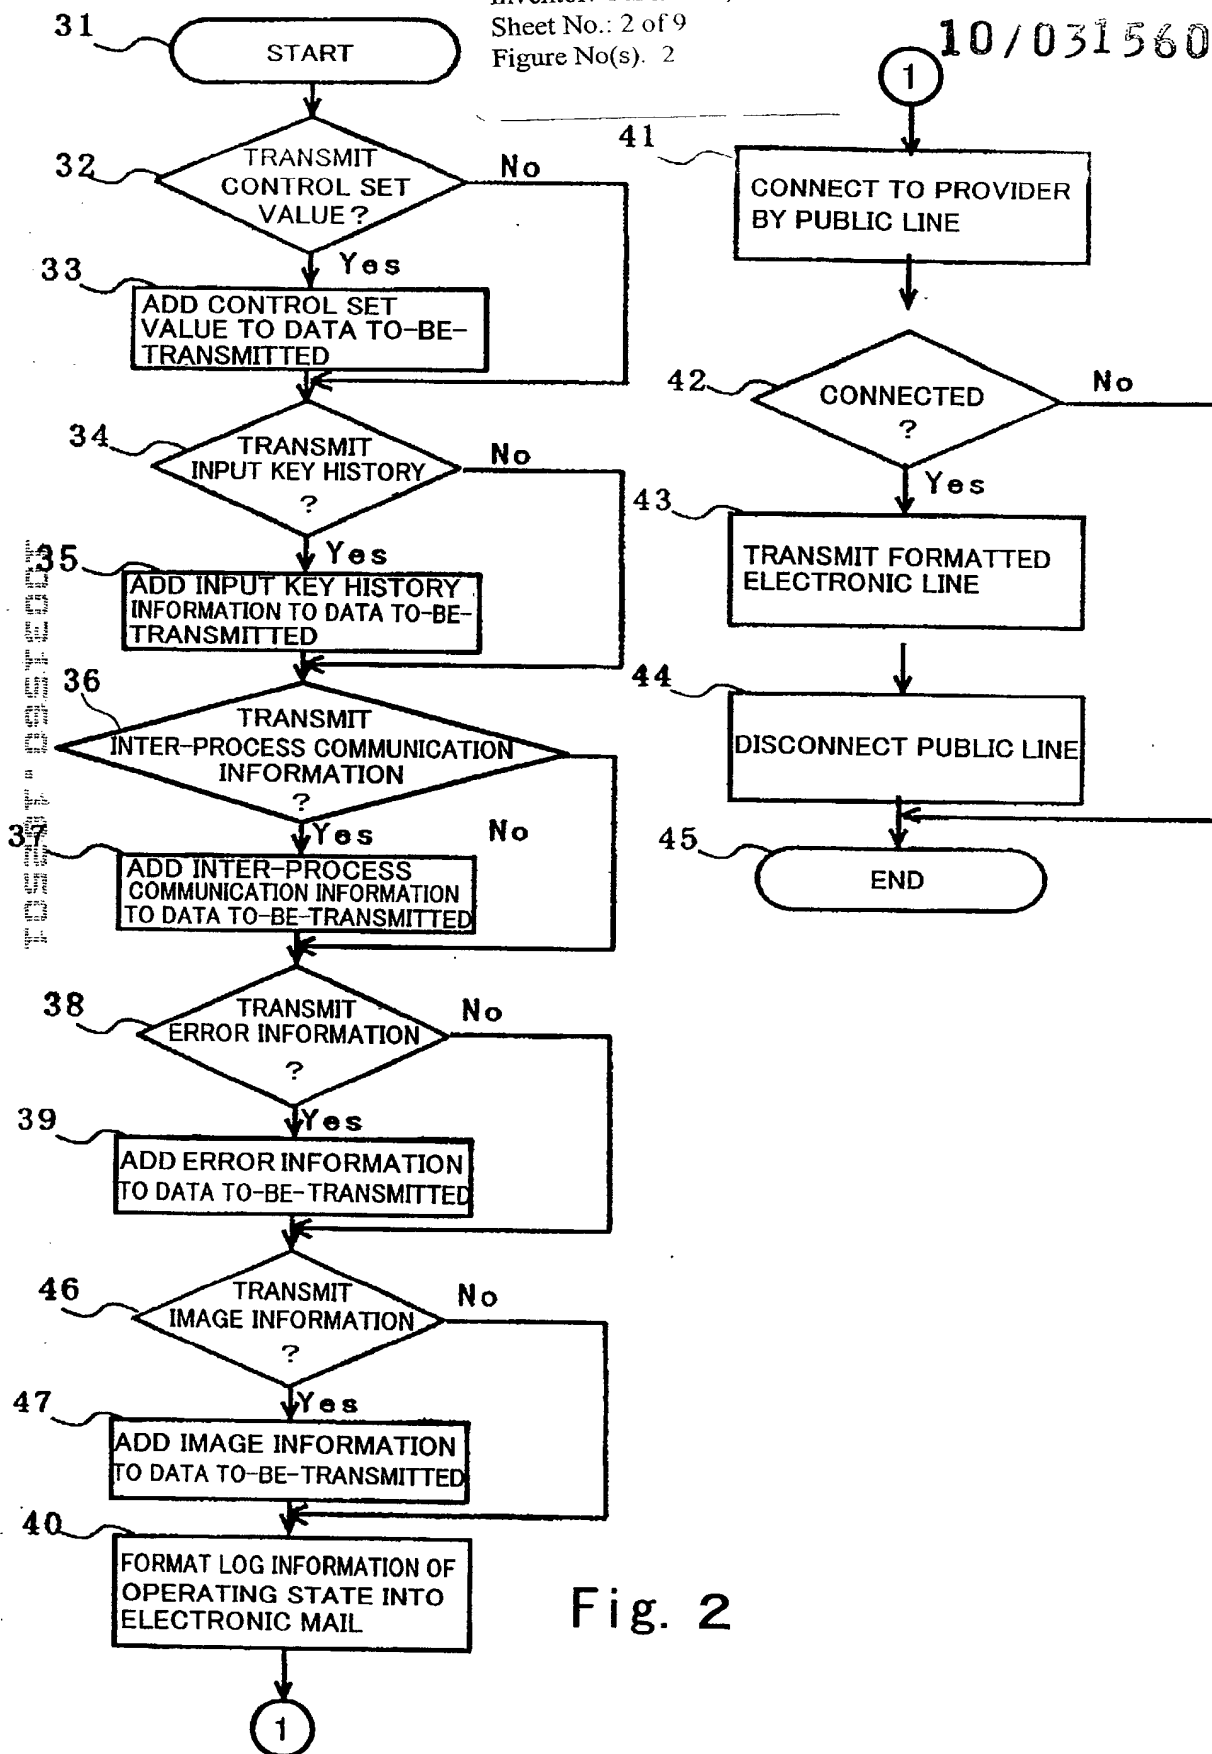 Sheet No.: 2 of 9
Figure No(s). 2
10/031560
31
START
32
TRANSMIT
CONTROL SET
VALUE?
No
Yes
33
ADD CONTROL SET
VALUE TO DATA TO-BE-
TRANSMITTED
34
TRANSMIT
INPUT KEY HISTORY
?
No
Yes
35
ADD INPUT KEY HISTORY
INFORMATION TO DATA TO-BE-
TRANSMITTED
36
TRANSMIT
INTER-PROCESS COMMUNICATION
INFORMATION
?
Yes
No
37
ADD INTER-PROCESS
COMMUNICATION INFORMATION
TO DATA TO-BE-TRANSMITTED
38
TRANSMIT
ERROR INFORMATION
?
No
Yes
39
ADD ERROR INFORMATION
TO DATA TO-BE-TRANSMITTED
46
TRANSMIT
IMAGE INFORMATION
?
No
Yes
47
ADD IMAGE INFORMATION
TO DATA TO-BE-TRANSMITTED
40
FORMAT LOG INFORMATION OF
OPERATING STATE INTO
ELECTRONIC MAIL
1
1
41
CONNECT TO PROVIDER
BY PUBLIC LINE
42
CONNECTED
?
No
Yes
43
TRANSMIT FORMATTED
ELECTRONIC LINE
44
DISCONNECT PUBLIC LINE
45
END
Fig. 2